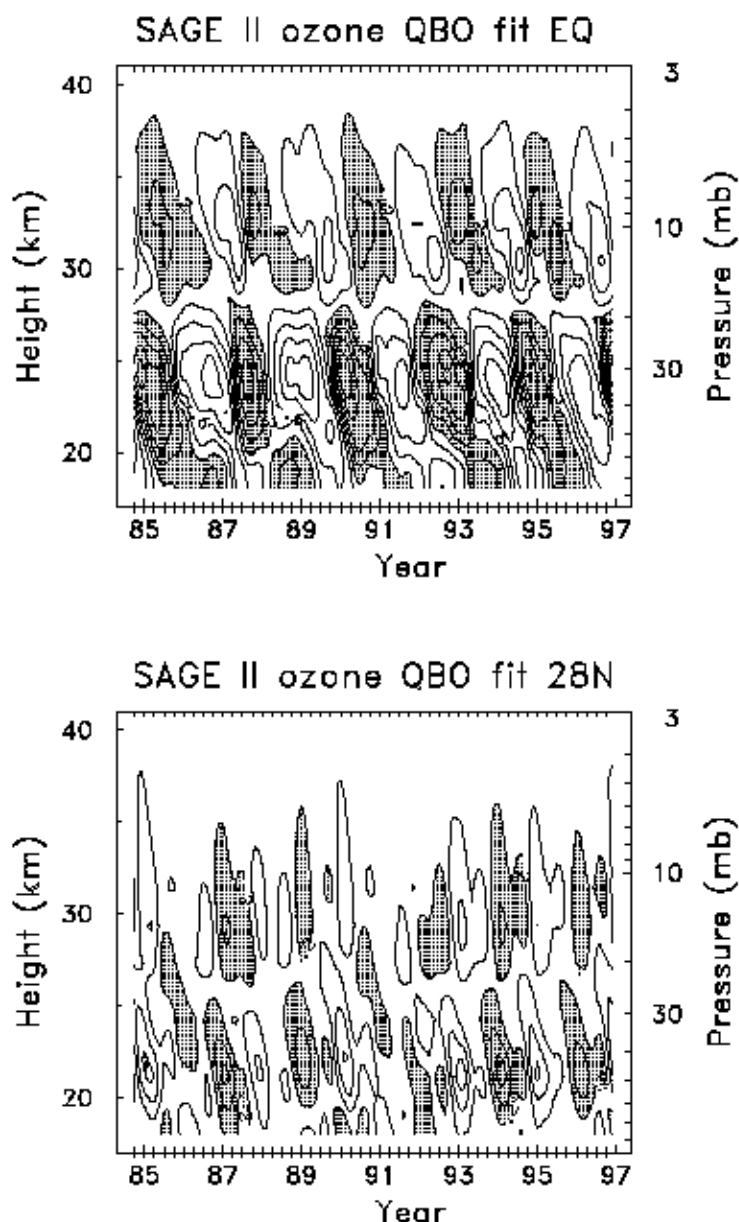 SAGE II ozone QBO fit EQ
40
30
20
Height (km)
3
10
30
Pressure (mb)
85 87 89 91 93 95 97
Year
SAGE II ozone QBO fit 28N
40
30
20
Height (km)
3
10
30
Pressure (mb)
85 87 89 91 93 95 97
Year